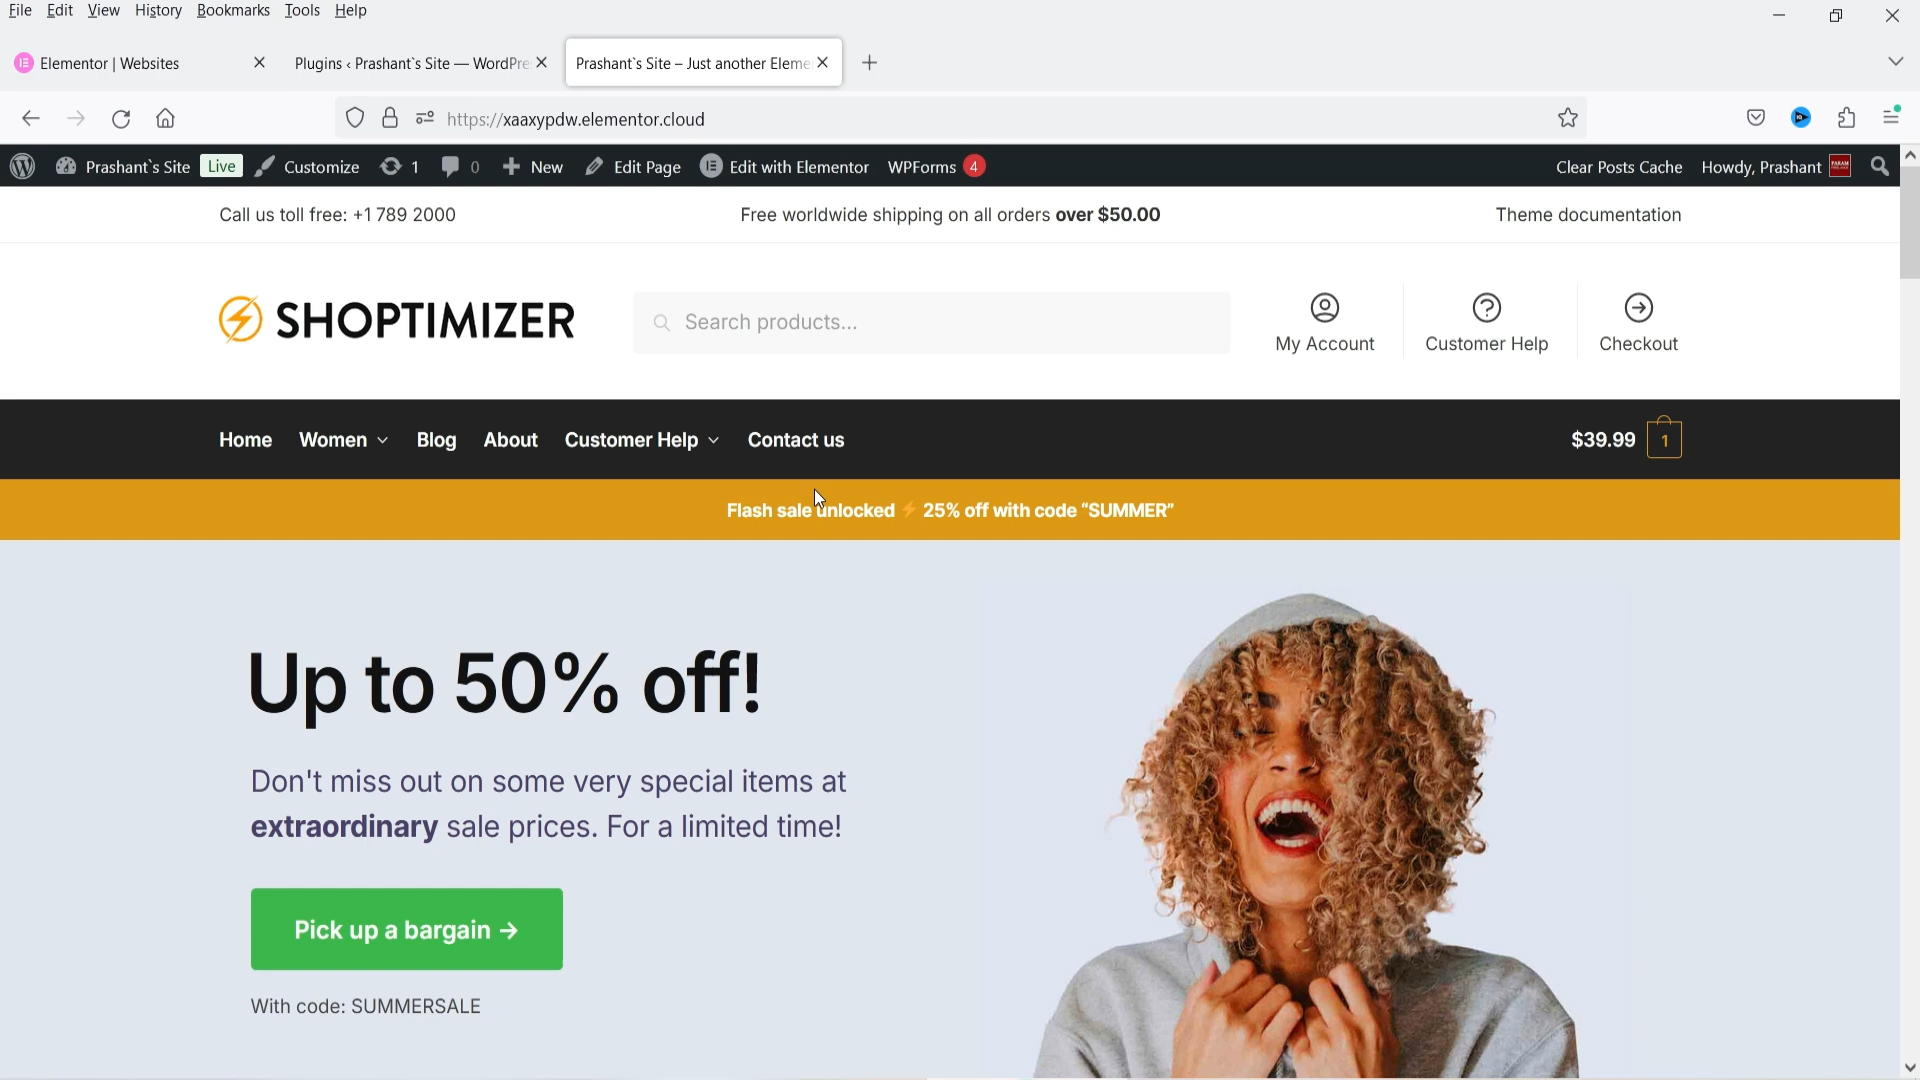 File Edit View History Bookmarks Tools Help
Elementor | Websites
Plugins ‹ Prashant`s Site — WordPre
Prashant`s Site – Just another Eleme
https://xaaxypdw.elementor.cloud
Prashant`s Site Live Customize 1 0 New Edit Page Edit with Elementor WPForms 4 Clear Posts Cache Howdy, Prashant
Call us toll free: +1 789 2000 Free worldwide shipping on all orders over $50.00 Theme documentation
SHOPTIMIZER
Search products...
My Account Customer Help Checkout
Home Women Blog About Customer Help Contact us $39.99 1
Flash sale unlocked ⚡ 25% off with code “SUMMER”
Up to 50% off!
Don't miss out on some very special items at
extraordinary sale prices. For a limited time!
Pick up a bargain →
With code: SUMMERSALE